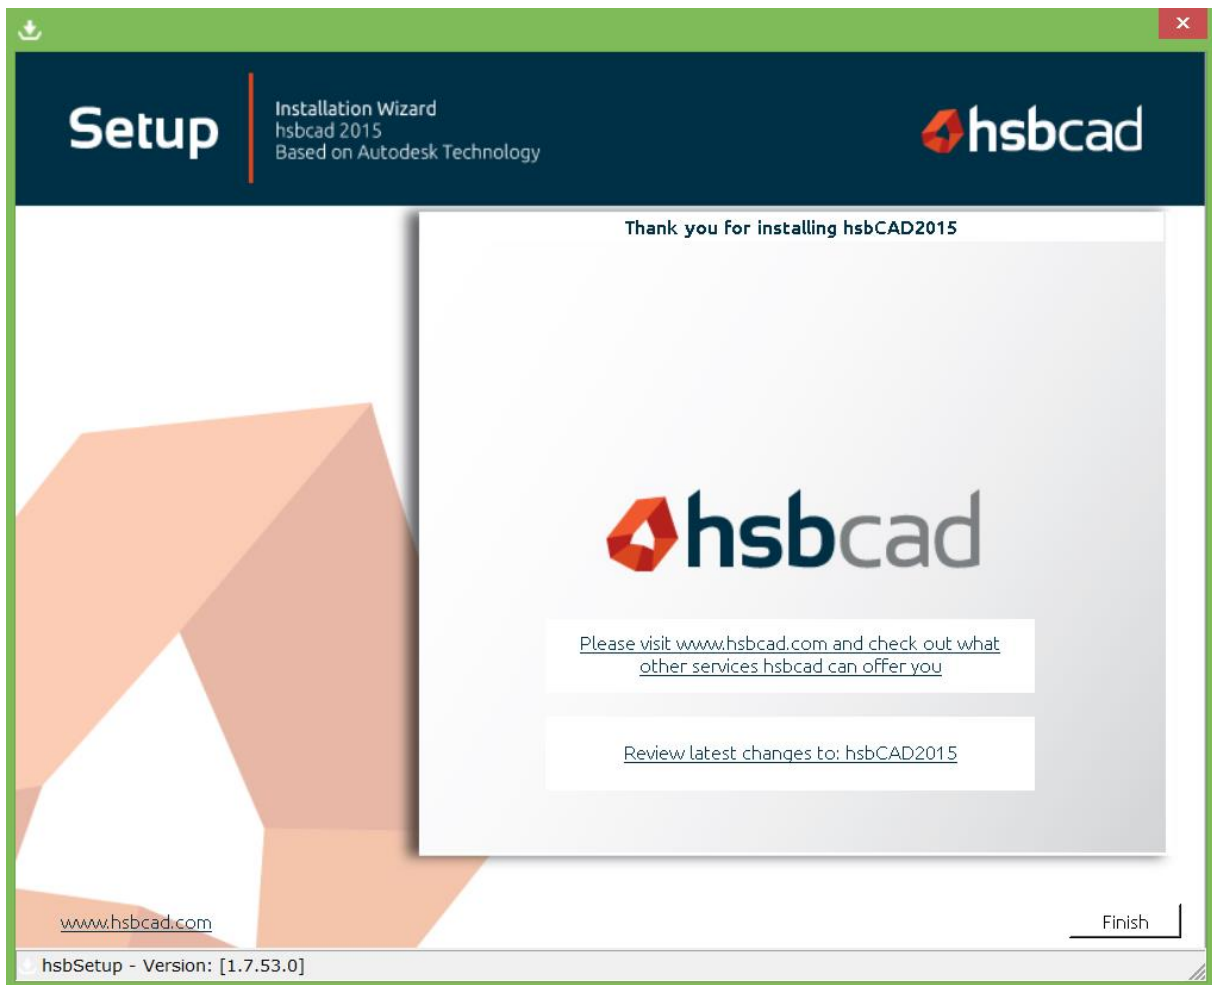 Setup
Installation Wizard
hsbcad 2015
Based on Autodesk Technology
hsbcad
Thank you for installing hsbCAD2015
hsbcad
Please visit www.hsbcad.com and check out what
other services hsbcad can offer you
Review latest changes to: hsbCAD2015
www.hsbcad.com
Finish
hsbSetup - Version: [1.7.53.0]